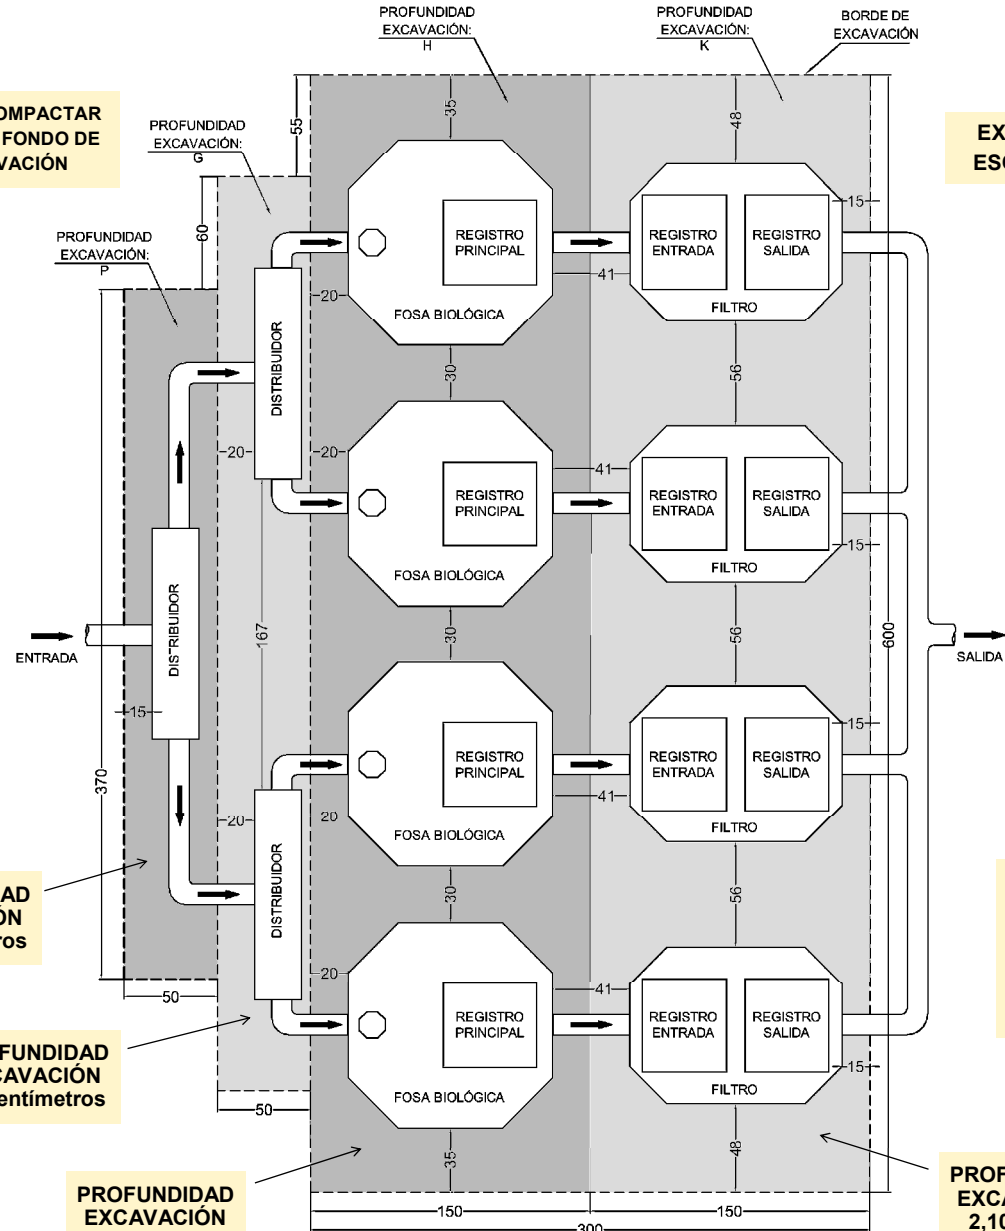 PROFUNDIDAD
EXCAVACIÓN:
H
PROFUNDIDAD
EXCAVACIÓN:
K
BORDE DE
EXCAVACIÓN
OMPACTAR
FONDO DE
VACIÓN
PROFUNDIDAD
EXCAVACIÓN:
G
EX
ESC
PROFUNDIDAD
EXCAVACIÓN:
P
55
60
35
48
REGISTRO
PRINCIPAL
FOSA BIOLÓGICA
REGISTRO
ENTRADA
REGISTRO
SALIDA
FILTRO
15
41
20
DISTRIBUIDOR
30
56
20
20
REGISTRO
PRINCIPAL
FOSA BIOLÓGICA
41
REGISTRO
ENTRADA
REGISTRO
SALIDA
FILTRO
15
ENTRADA
DISTRIBUIDOR
167
30
56
600
SALIDA
15
370
REGISTRO
PRINCIPAL
FOSA BIOLÓGICA
41
REGISTRO
ENTRADA
REGISTRO
SALIDA
FILTRO
15
20
20
DISTRIBUIDOR
30
56
AD
ÓN
ros
50
20
REGISTRO
PRINCIPAL
FOSA BIOLÓGICA
41
REGISTRO
ENTRADA
REGISTRO
SALIDA
FILTRO
15
FUNDIDAD
CAVACIÓN
entímetros
50
35
48
PROFUNDIDAD
EXCAVACIÓN
PROF
EXCA
2,10
150
150
300